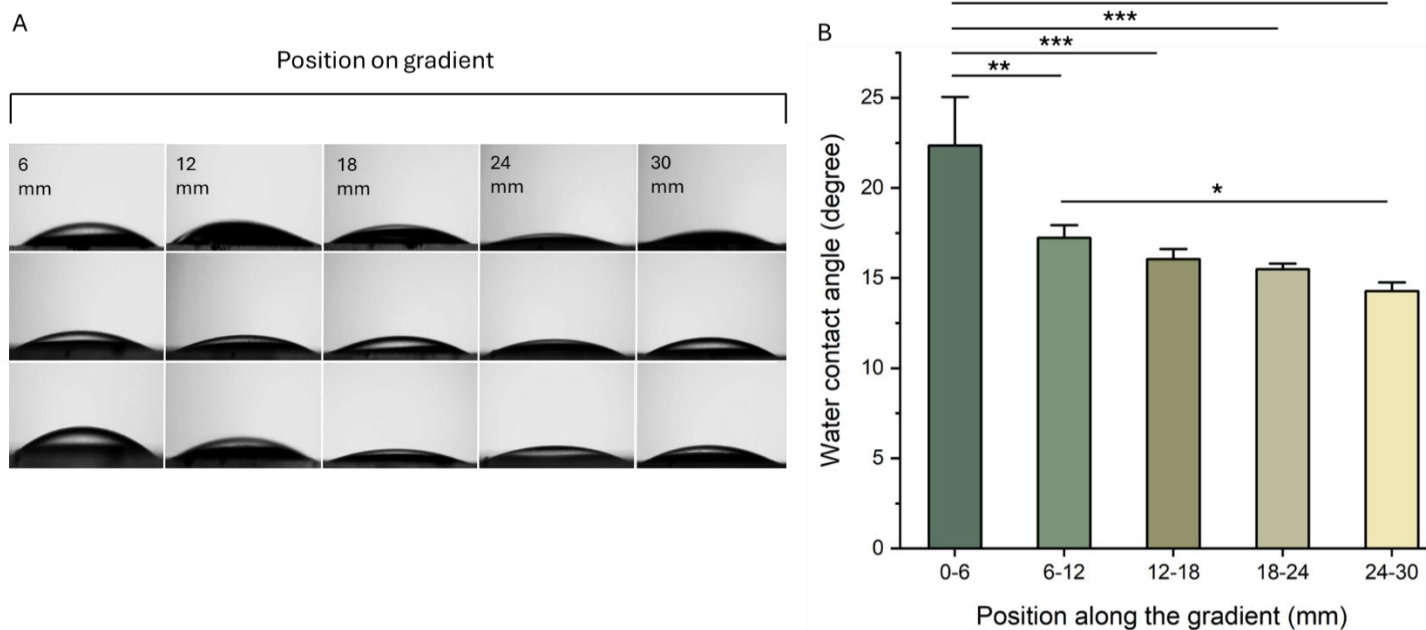 A
Position on gradient
6
mm
12
mm
18
mm
24
mm
30
mm
B
***
***
**
*
Water contact angle (degree)
25
20
15
10
5
0
0-6
6-12
12-18
18-24
24-30
Position along the gradient (mm)